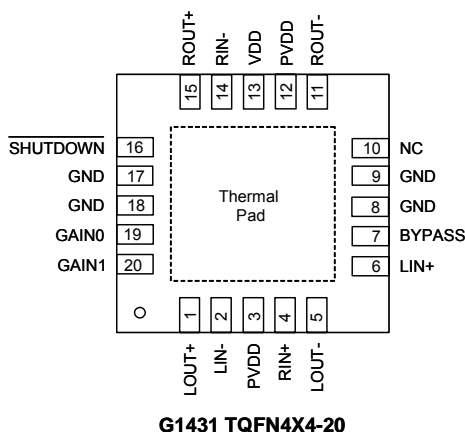 ROUT+
RIN-
VDD
PVDD
ROUT-
15
14
13
12
11
SHUTDOWN 16
GND 17
GND 18
GAIN0 19
GAIN1 20
Thermal
Pad
10 NC
9 GND
8 GND
7 BYPASS
6 LIN+
1
2
3
4
5
LOUT+
LIN-
PVDD
RIN+
LOUT-
G1431 TQFN4X4-20